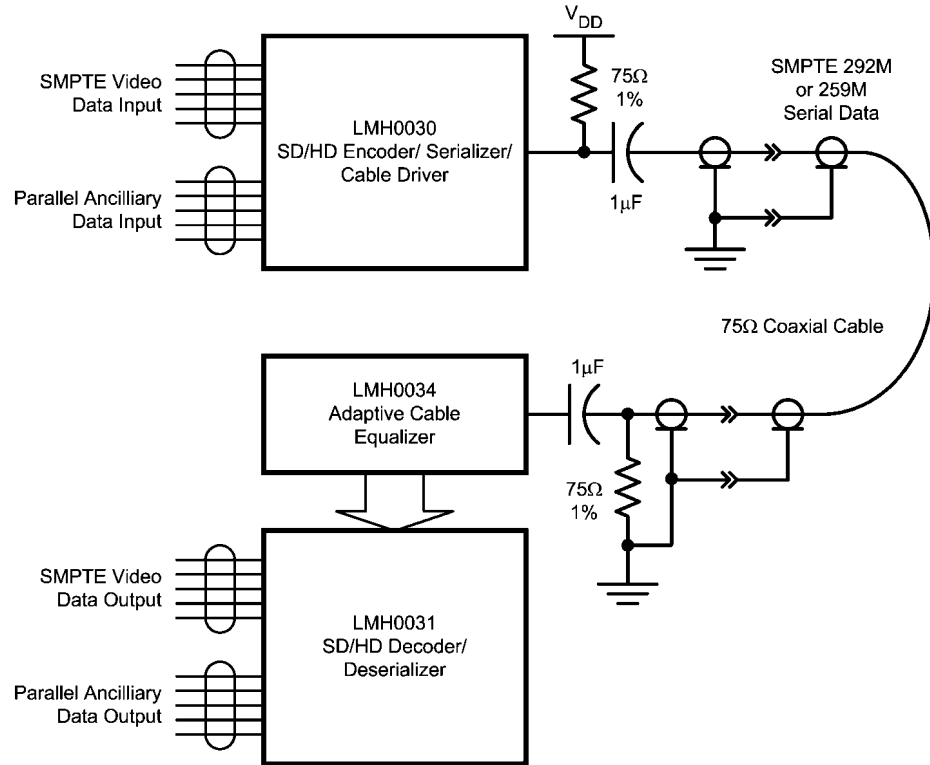 V_DD
SMPTE Video
Data Input
LMH0030
SD/HD Encoder/ Serializer/
Cable Driver
75Ω
1%
SMPTE 292M
or 259M
Serial Data
Parallel Ancilliary
Data Input
1μF
75Ω Coaxial Cable
LMH0034
Adaptive Cable
Equalizer
1μF
75Ω
1%
SMPTE Video
Data Output
LMH0031
SD/HD Decoder/
Deserializer
Parallel Ancilliary
Data Output